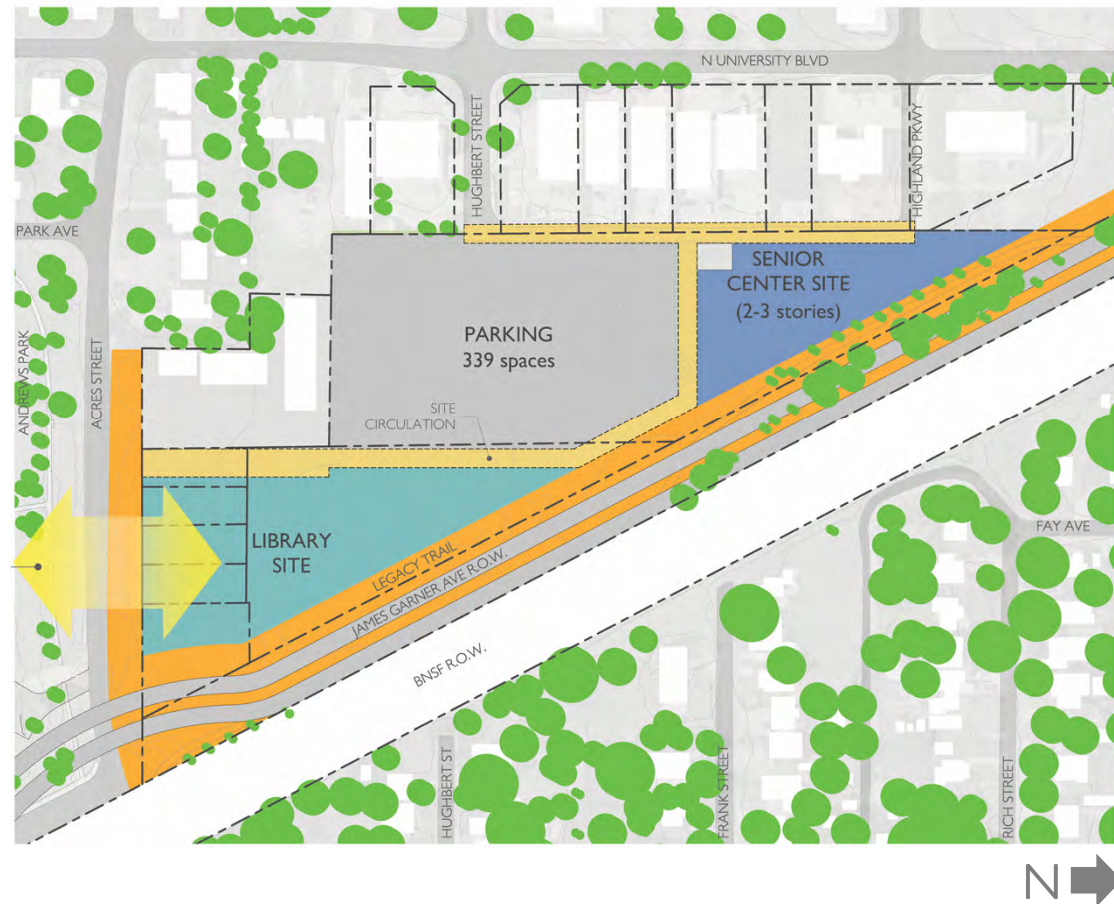 N UNIVERSITY BLVD
HUGHBERT STREET
HIGHLAND PKWY
PARK AVE
ANDREWS PARK
ACRES STREET
SENIOR
CENTER SITE
(2-3 stories)
PARKING
339 spaces
SITE
CIRCULATION
LIBRARY
SITE
LEGACY TRAIL
JAMES GARNER AVE R.O.W.
BNSF R.O.W.
FAY AVE
HUGHBERT ST
FRANK STREET
RICH STREET
N